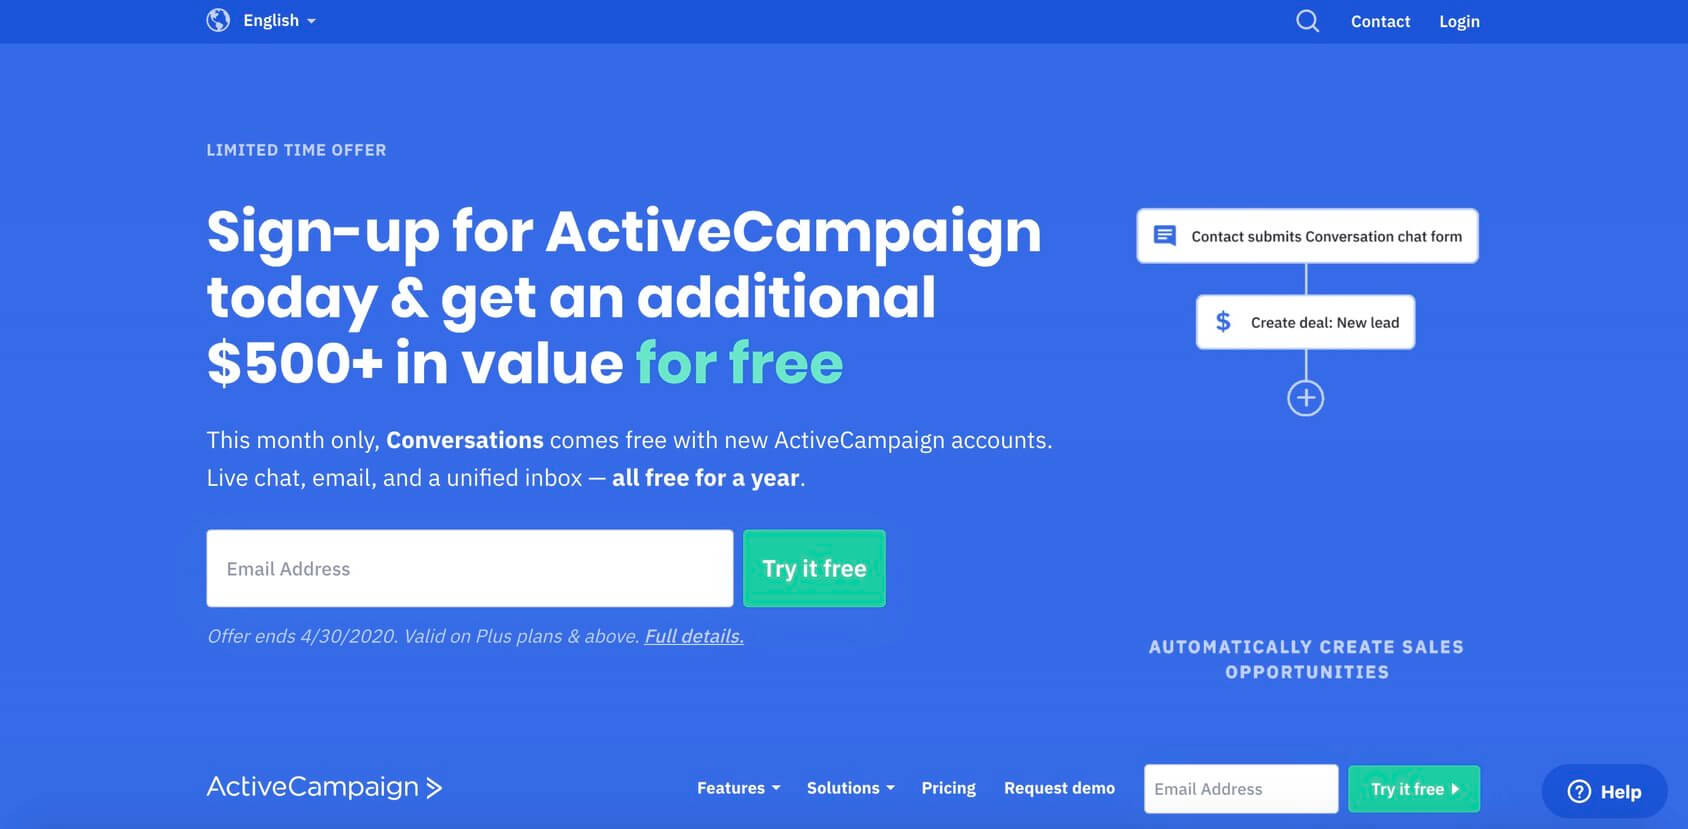 English
Contact
Login
LIMITED TIME OFFER
Sign-up for ActiveCampaign
today & get an additional
$500+ in value for free
This month only, Conversations comes free with new ActiveCampaign accounts.
Live chat, email, and a unified inbox — all free for a year.
Email Address
Try it free
Offer ends 4/30/2020. Valid on Plus plans & above. Full details.
Contact submits Conversation chat form
$ Create deal: New lead
AUTOMATICALLY CREATE SALES
OPPORTUNITIES
ActiveCampaign
Features
Solutions
Pricing
Request demo
Email Address
Try it free
Help